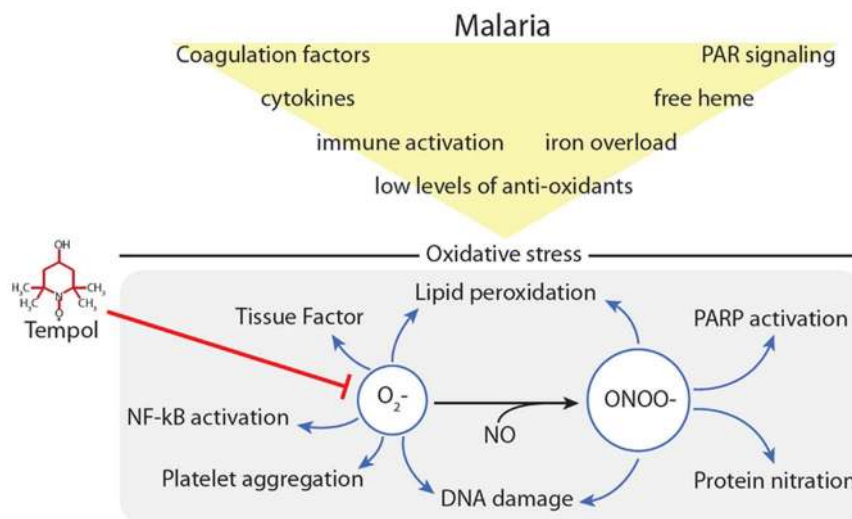 Malaria
Coagulation factors PAR signaling
cytokines free heme
immune activation iron overload
low levels of anti-oxidants
Oxidative stress
OH
H₃C CH₃
H₃C N CH₃
O
Tempol
Lipid peroxidation
Tissue Factor PARP activation
O₂- ONOO-
NF-kB activation NO
Platelet aggregation Protein nitration
DNA damage